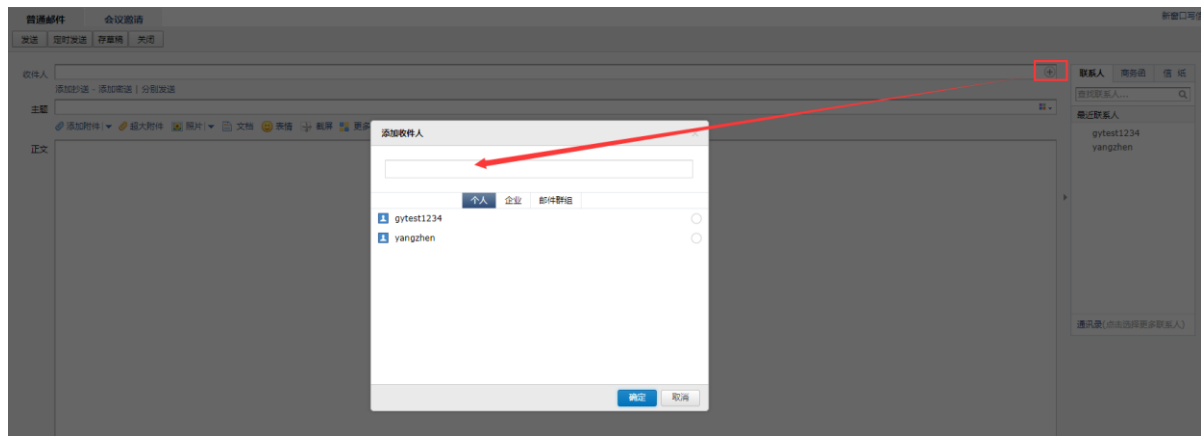 普通邮件 会议邀请 新窗口写信
发送 定时发送 存草稿 关闭
收件人
添加抄送 - 添加密送 | 分别发送
主题
添加附件 超大附件 照片 文档 表情 截屏 更多
正文
添加收件人
个人 企业 邮件群组
gytest1234
yangzhen
确定 取消
联系人 商务函 信纸
查找联系人...
最近联系人
gytest1234
yangzhen
通讯录(点击选择更多联系人)